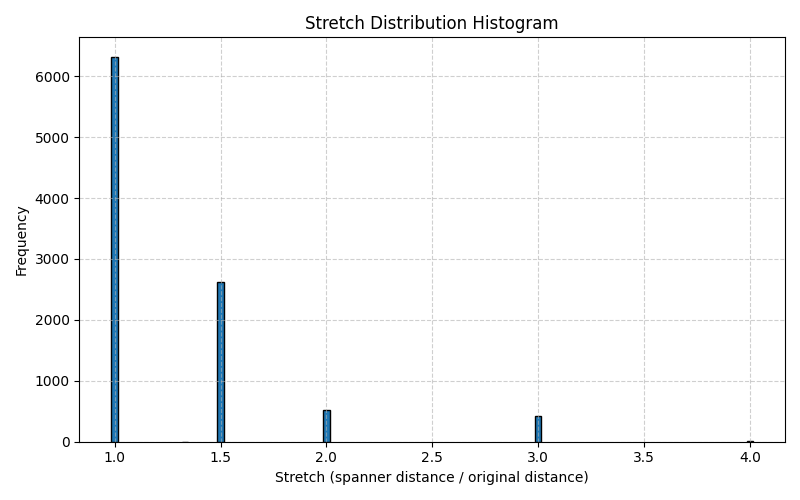 Stretch Distribution Histogram
Frequency
6000
5000
4000
3000
2000
1000
0
1.0 1.5 2.0 2.5 3.0 3.5 4.0
Stretch (spanner distance / original distance)